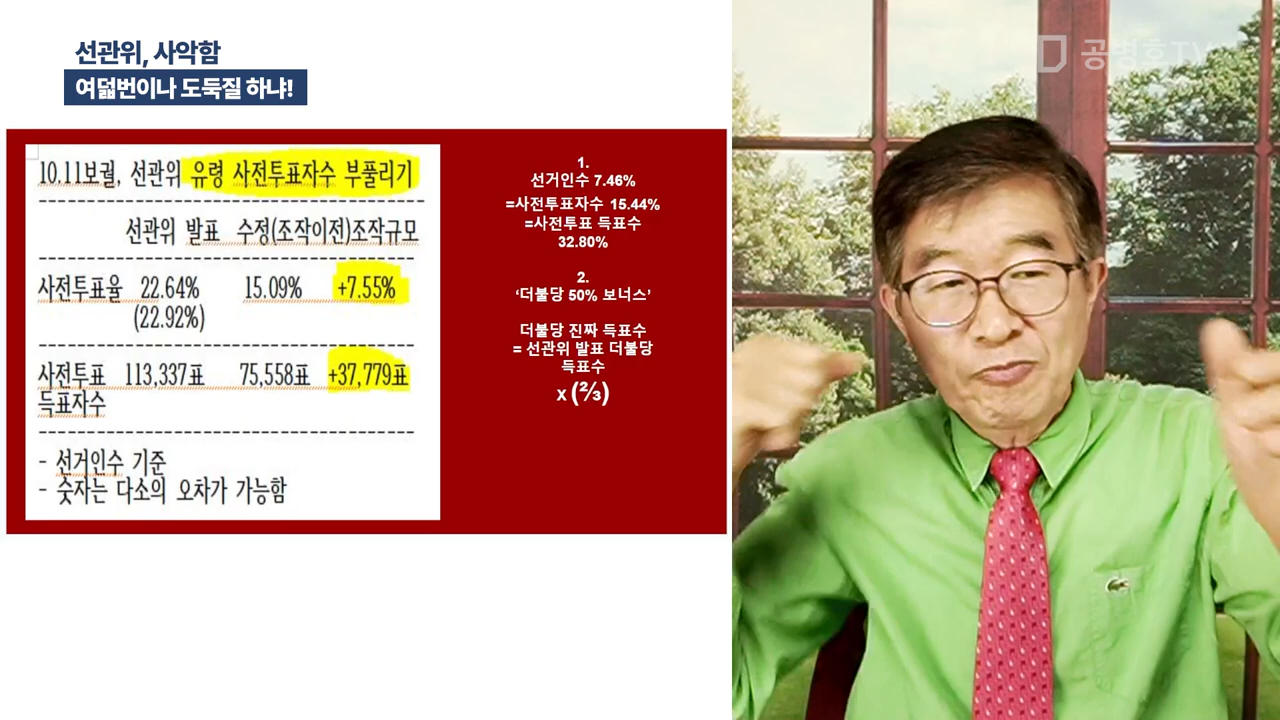 선관위, 사악함
여덟번이나 도둑질 하냐!
공병호TV
10.11보궐, 선관위 유령 사전투표자수 부풀리기
선관위 발표 수정(조작이전)조작규모
사전투표율 22.64% 15.09% +7.55%
(22.92%)
사전투표 113,337표 75,558표 +37,779표
득표자수
- 선거인수 기준
- 숫자는 다소의 오차가 가능함
1.
선거인수 7.46%
=사전투표자수 15.44%
=사전투표 득표수
32.80%
2.
‘더불당 50% 보너스’
더불당 진짜 득표수
= 선관위 발표 더불당
득표수
x (⅔)